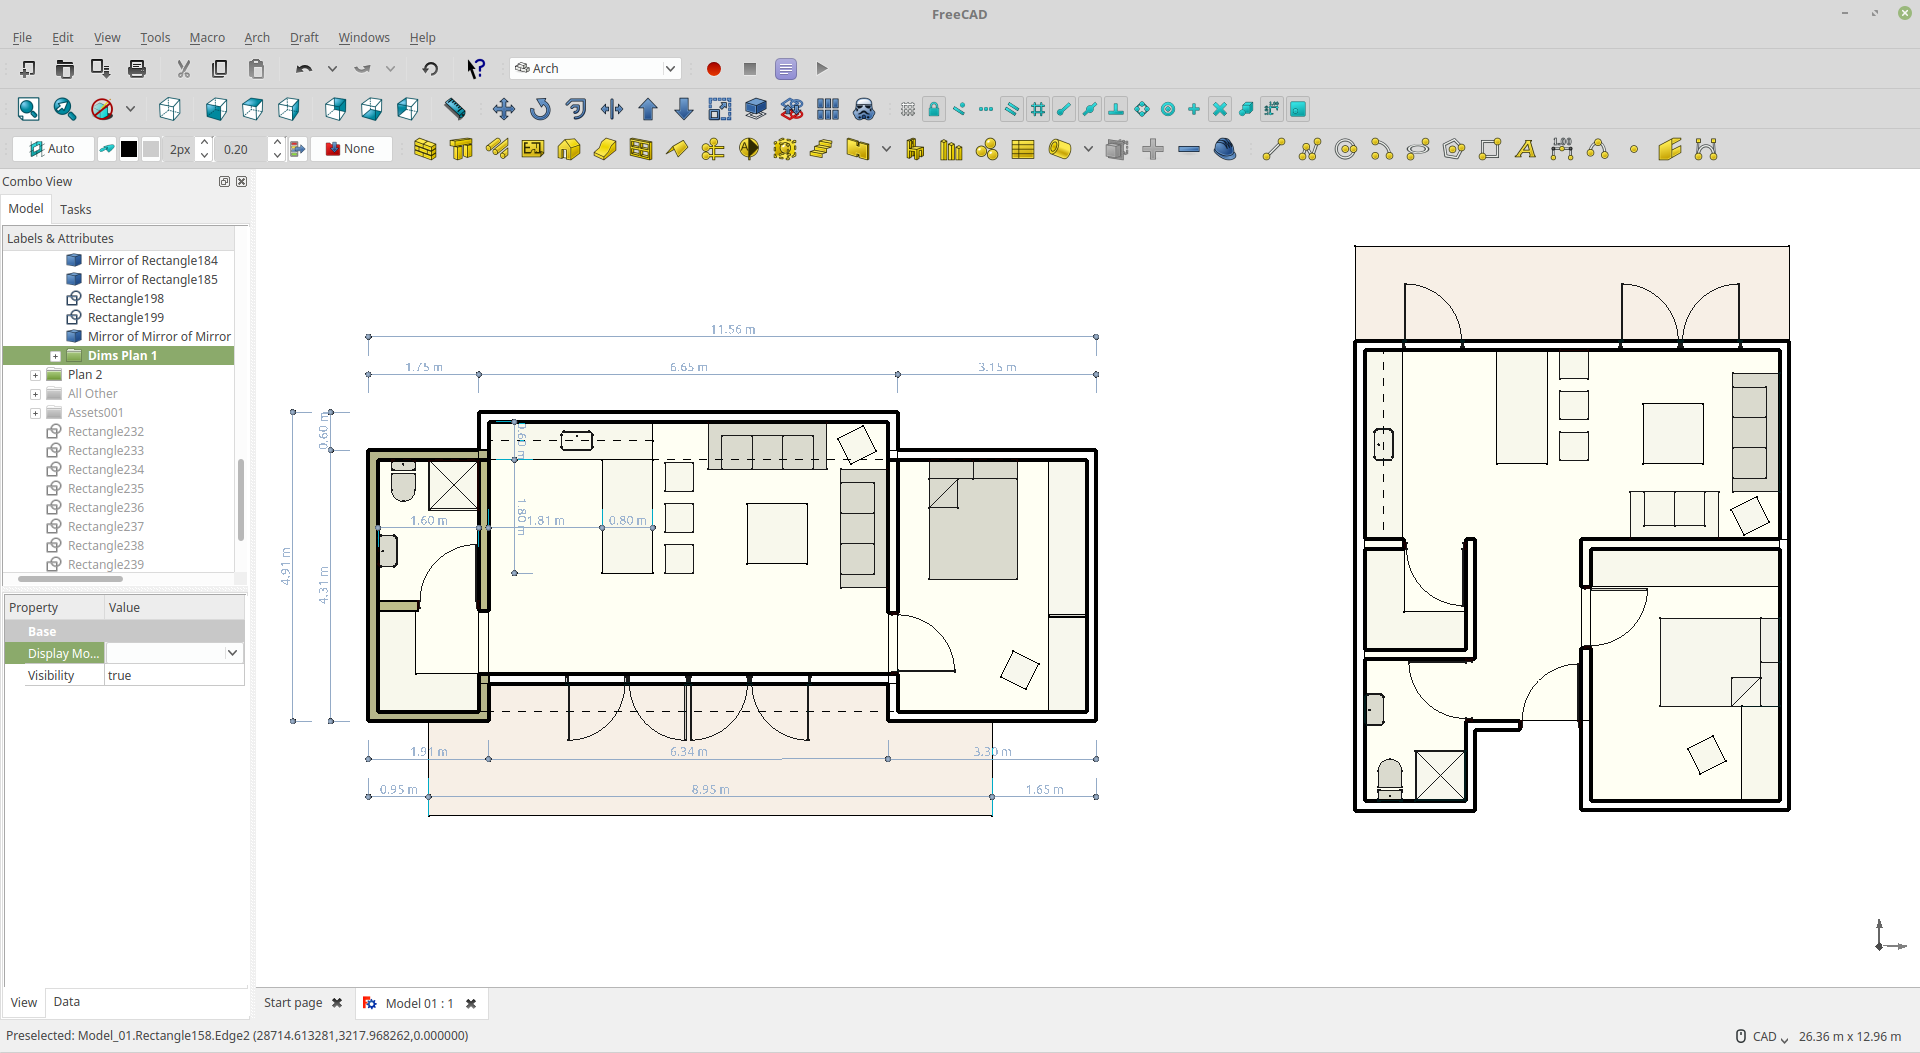 FreeCAD
File Edit View Tools Macro Arch Draft Windows Help
Arch
Auto 2px 0.20 None
1.00
Combo View
Model Tasks
Labels & Attributes
Mirror of Rectangle184
Mirror of Rectangle185
Rectangle198
Rectangle199
Mirror of Mirror of Mirror
Dims Plan 1
Plan 2
All Other
Assets001
Rectangle232
Rectangle233
Rectangle234
Rectangle235
Rectangle236
Rectangle237
Rectangle238
Rectangle239
Property Value
Base
Display Mo...
Visibility true
View Data
11.56 m
1.75 m 6.65 m 3.15 m
0.60 m
0.60 m
4.91 m
4.31 m
1.60 m 1.81 m 0.80 m
1.80 m
1.91 m 6.34 m 3.30 m
0.95 m 8.95 m 1.65 m
Start page Model 01 : 1
Preselected: Model_01.Rectangle158.Edge2 (28714.613281,3217.968262,0.000000)
CAD 26.36 m x 12.96 m